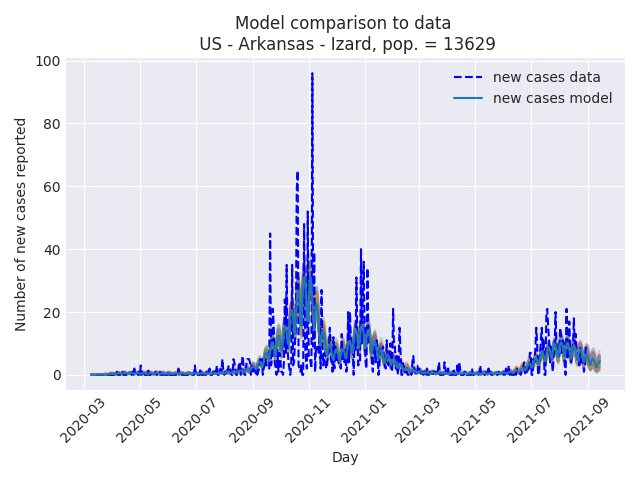 Model comparison to data
US - Arkansas - Izard, pop. = 13629
new cases data
new cases model
Number of new cases reported
100
80
60
40
20
0
2020-03
2020-05
2020-07
2020-09
2020-11
2021-01
2021-03
2021-05
2021-07
2021-09
Day